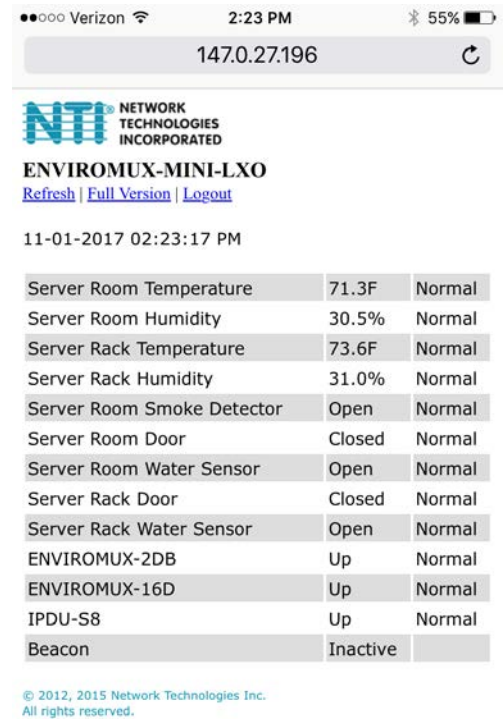 Verizon 2:23 PM 55%
147.0.27.196
NTI® NETWORK
TECHNOLOGIES
INCORPORATED
ENVIROMUX-MINI-LXO
Refresh | Full Version | Logout
11-01-2017 02:23:17 PM
Server Room Temperature 71.3F Normal
Server Room Humidity 30.5% Normal
Server Rack Temperature 73.6F Normal
Server Rack Humidity 31.0% Normal
Server Room Smoke Detector Open Normal
Server Room Door Closed Normal
Server Room Water Sensor Open Normal
Server Rack Door Closed Normal
Server Rack Water Sensor Open Normal
ENVIROMUX-2DB Up Normal
ENVIROMUX-16D Up Normal
IPDU-S8 Up Normal
Beacon Inactive
© 2012, 2015 Network Technologies Inc.
All rights reserved.